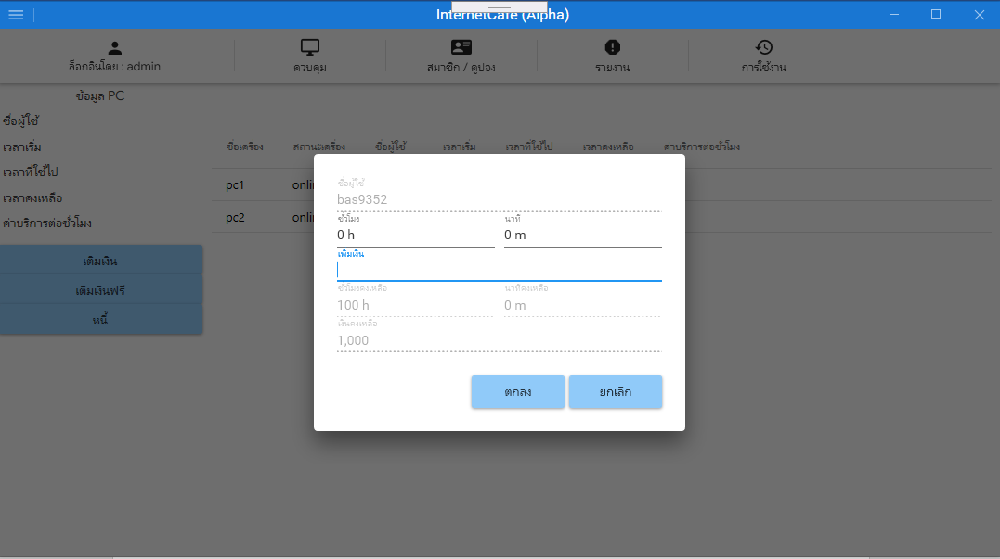 InternetCafe (Alpha)
ล็อกอินโดย : admin
ควบคุม
สมาชิก / คูปอง
รายงาน
การใช้งาน
ข้อมูล PC
ชื่อผู้ใช้
เวลาเริ่ม
เวลาที่ใช้ไป
เวลาคงเหลือ
ค่าบริการต่อชั่วโมง
เติมเงิน
เติมเงินฟรี
หนี้
ชื่อเครื่อง สถานะเครื่อง ชื่อผู้ใช้ เวลาเริ่ม เวลาที่ใช้ไป เวลาคงเหลือ ค่าบริการต่อชั่วโมง
pc1 onli
pc2 onli
ชื่อผู้ใช้
bas9352
ชั่วโมง นาที
0 h 0 m
เพิ่มเงิน
ชั่วโมงคงเหลือ นาทีคงเหลือ
100 h 0 m
เงินคงเหลือ
1,000
ตกลง ยกเลิก